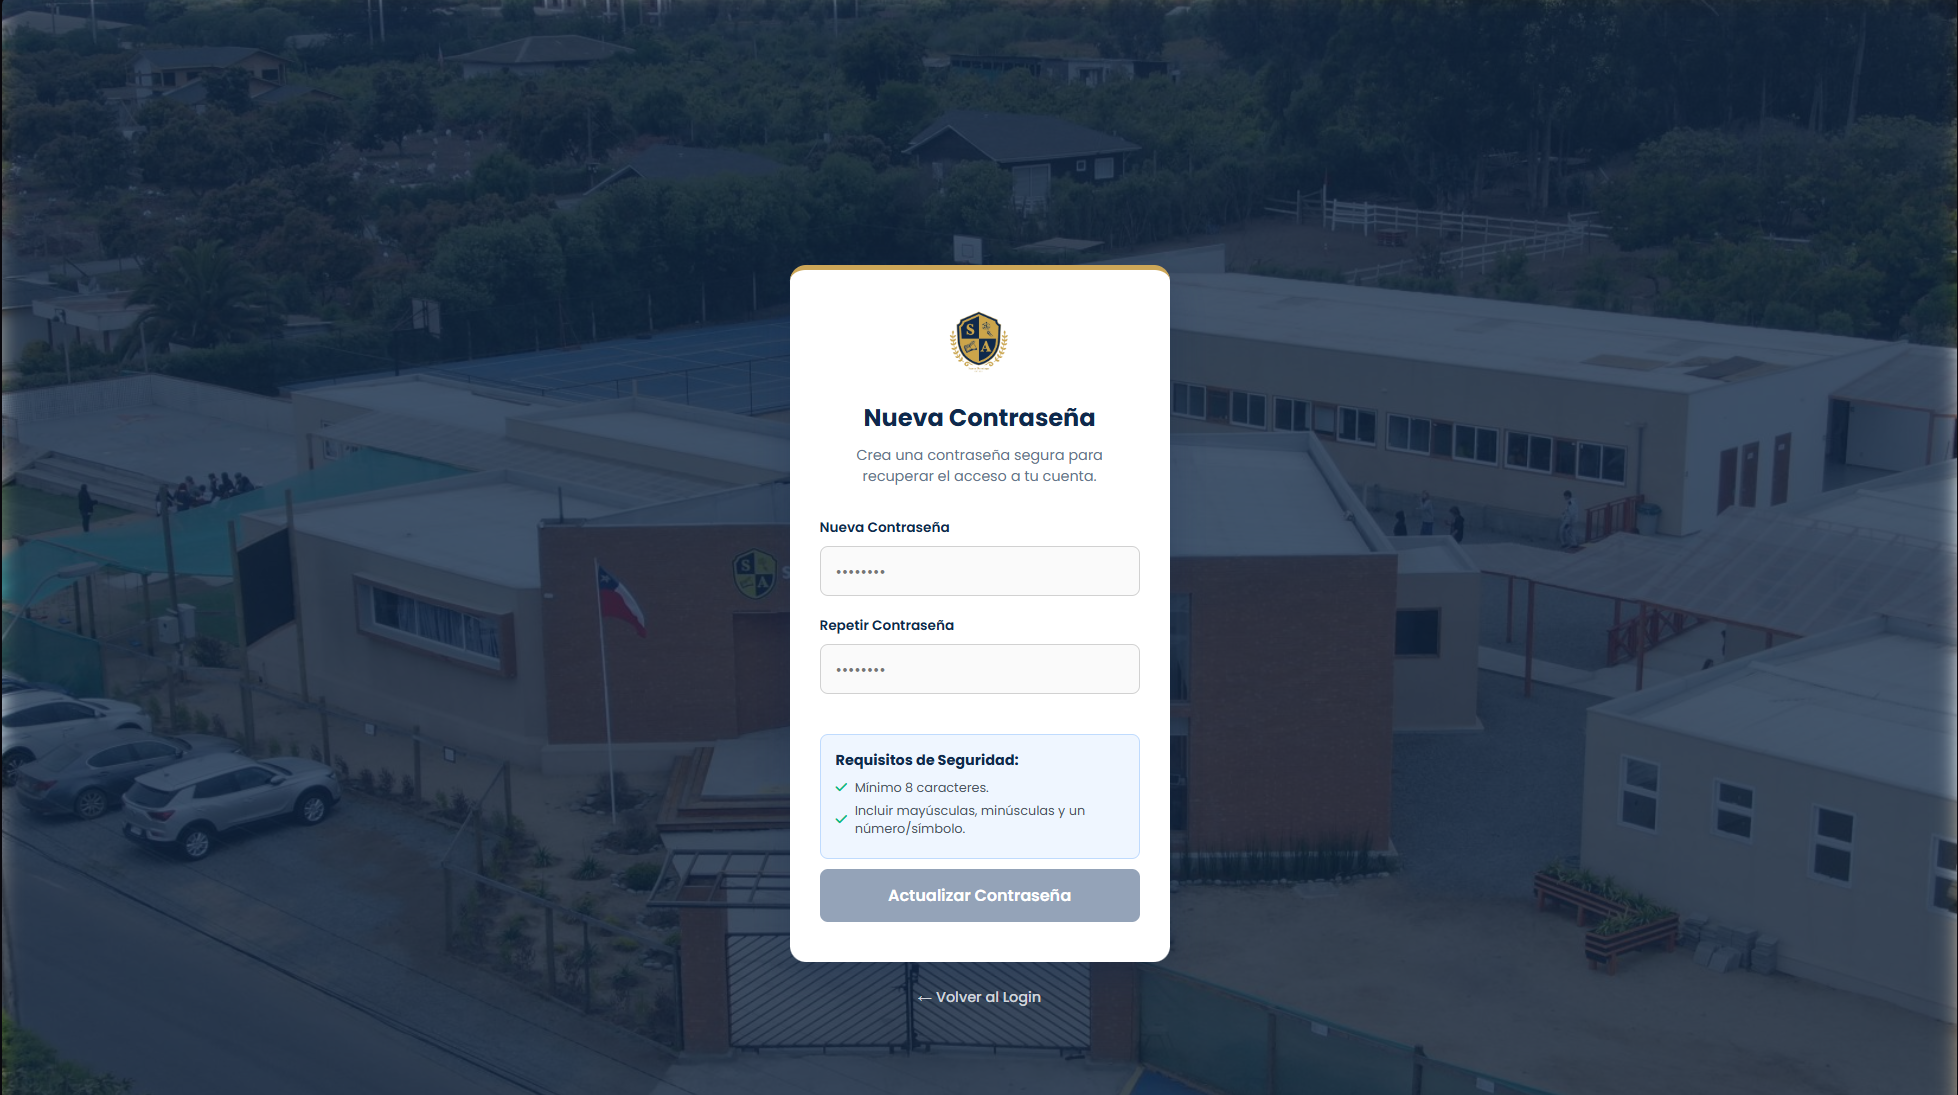 S
A
Nueva Contraseña
Crea una contraseña segura para
recuperar el acceso a tu cuenta.
Nueva Contraseña
••••••••
Repetir Contraseña
••••••••
S
A
S
Requisitos de Seguridad:
Mínimo 8 caracteres.
Incluir mayúsculas, minúsculas y un
número/símbolo.
Actualizar Contraseña
← Volver al Login